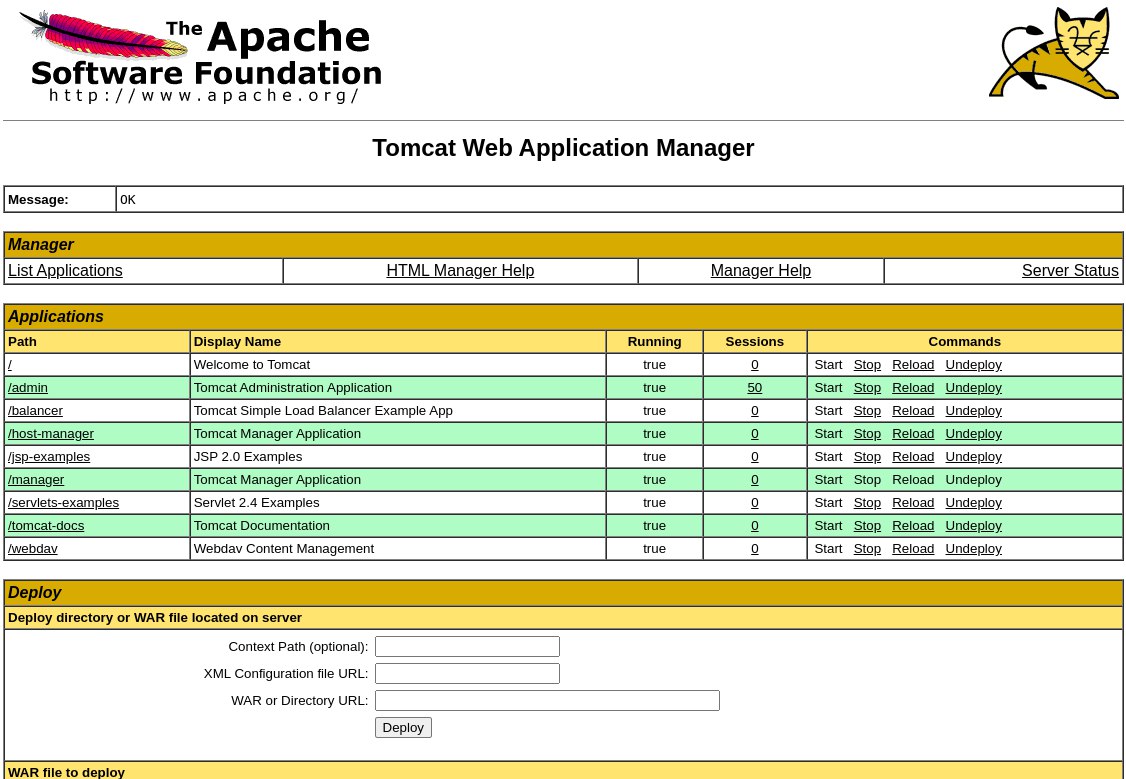 The Apache
Software Foundation
http://www.apache.org/
Tomcat Web Application Manager
Message: OK
Manager
List Applications HTML Manager Help Manager Help Server Status
Applications
Path Display Name Running Sessions Commands
/ Welcome to Tomcat true 0 Start Stop Reload Undeploy
/admin Tomcat Administration Application true 50 Start Stop Reload Undeploy
/balancer Tomcat Simple Load Balancer Example App true 0 Start Stop Reload Undeploy
/host-manager Tomcat Manager Application true 0 Start Stop Reload Undeploy
/jsp-examples JSP 2.0 Examples true 0 Start Stop Reload Undeploy
/manager Tomcat Manager Application true 0 Start Stop Reload Undeploy
/servlets-examples Servlet 2.4 Examples true 0 Start Stop Reload Undeploy
/tomcat-docs Tomcat Documentation true 0 Start Stop Reload Undeploy
/webdav Webdav Content Management true 0 Start Stop Reload Undeploy
Deploy
Deploy directory or WAR file located on server
Context Path (optional):
XML Configuration file URL:
WAR or Directory URL:
Deploy
WAR file to deploy